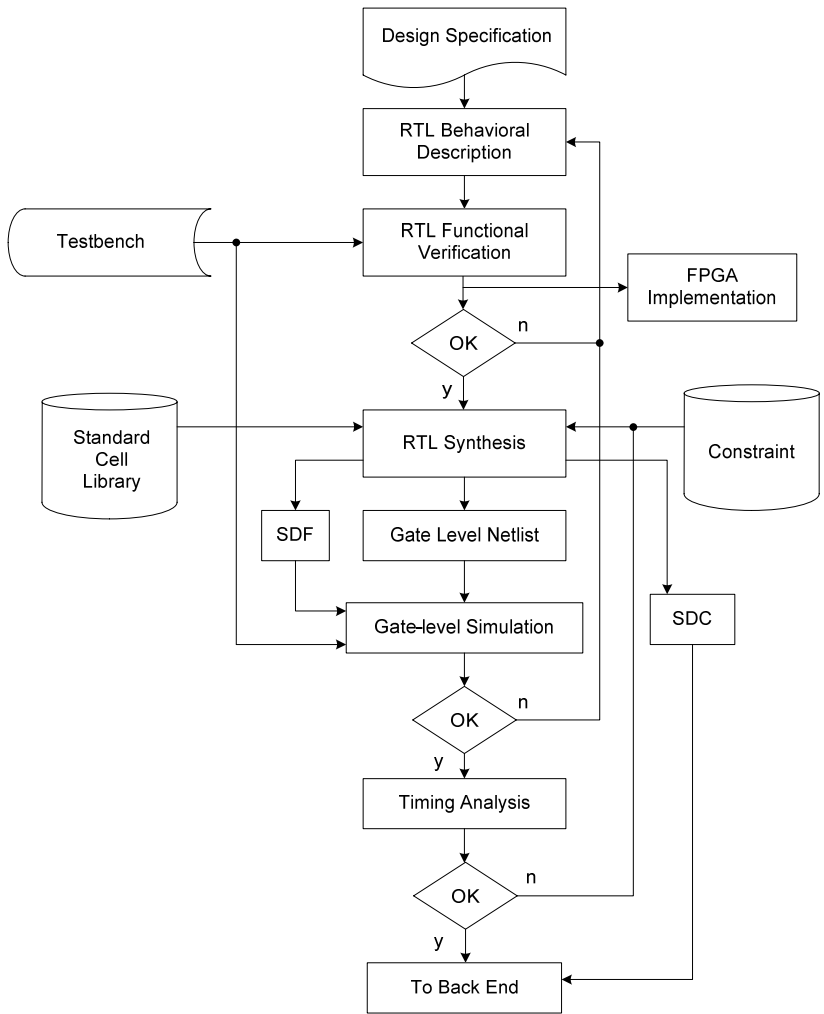 Design Specification
RTL Behavioral
Description
Testbench
RTL Functional
Verification
FPGA
Implementation
OK
n
y
Standard
Cell
Library
RTL Synthesis
Constraint
SDF
Gate Level Netlist
SDC
Gate-level Simulation
OK
n
y
Timing Analysis
OK
n
y
To Back End